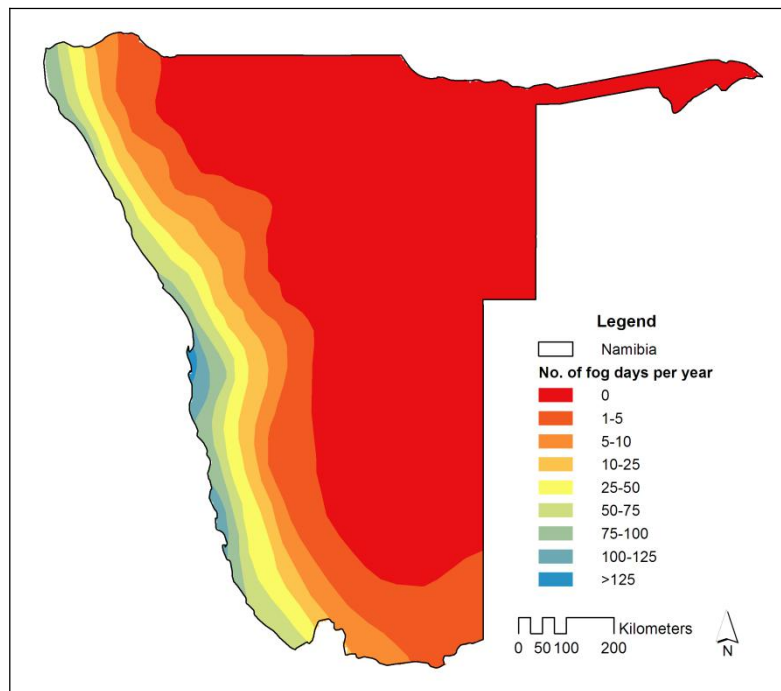 Legend
Namibia
No. of fog days per year
0
1-5
5-10
10-25
25-50
50-75
75-100
100-125
>125
Kilometers
0 50 100 200
N